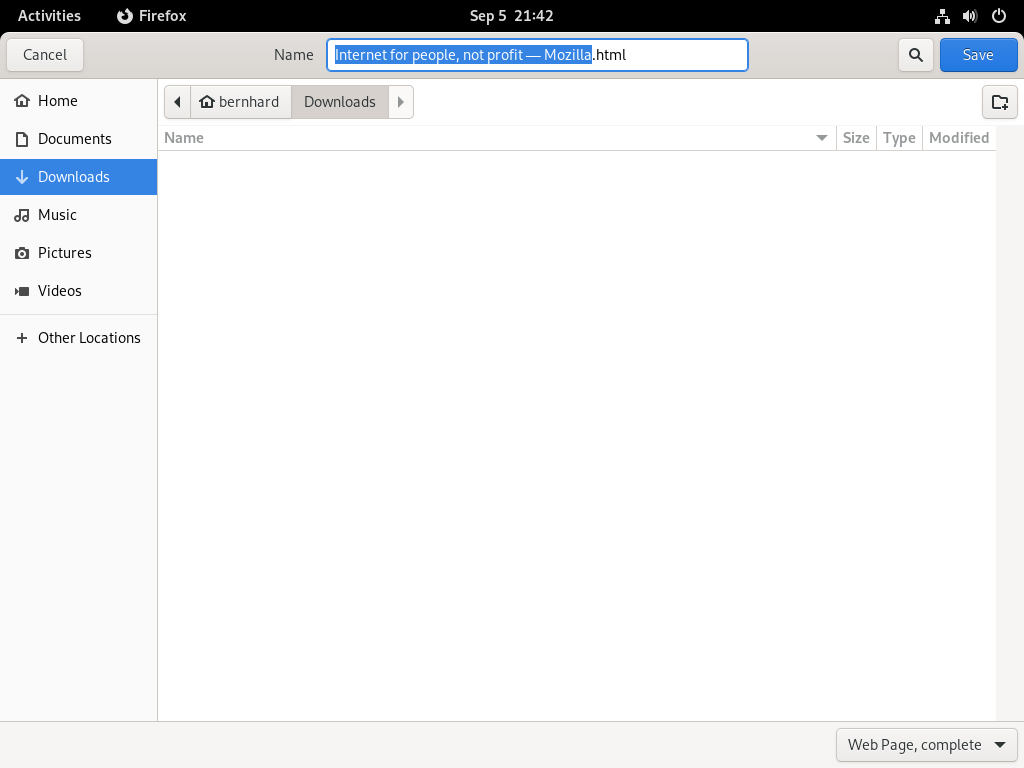 Activities Firefox Sep 5 21:42
Cancel Name Internet for people, not profit — Mozilla.html Save
Home bernhard Downloads
Documents Name Size Type Modified
Downloads
Music
Pictures
Videos
Other Locations
Web Page, complete